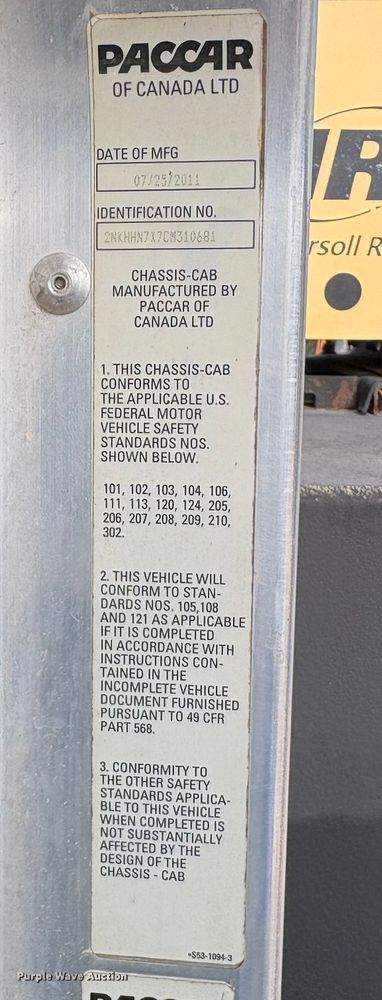 PACCAR
OF CANADA LTD
DATE OF MFG
07/25/2011
IDENTIFICATION NO.
2NKHHN7X7CM310681
CHASSIS-CAB
MANUFACTURED BY
PACCAR OF
CANADA LTD
1. THIS CHASSIS-CAB
CONFORMS TO
THE APPLICABLE U.S.
FEDERAL MOTOR
VEHICLE SAFETY
STANDARDS NOS.
SHOWN BELOW.
101, 102, 103, 104, 106,
111, 113, 120, 124, 205,
206, 207, 208, 209, 210,
302.
2. THIS VEHICLE WILL
CONFORM TO STAN-
DARDS NOS. 105,108
AND 121 AS APPLICABLE
IF IT IS COMPLETED
IN ACCORDANCE WITH
INSTRUCTIONS CON-
TAINED IN THE
INCOMPLETE VEHICLE
DOCUMENT FURNISHED
PURSUANT TO 49 CFR
PART 568.
3. CONFORMITY TO
THE OTHER SAFETY
STANDARDS APPLICA-
BLE TO THIS VEHICLE
WHEN COMPLETED IS
NOT SUBSTANTIALLY
AFFECTED BY THE
DESIGN OF THE
CHASSIS - CAB
*S53-1094-3
PACCAR
IR
rsoll R
Purple Wave Auction